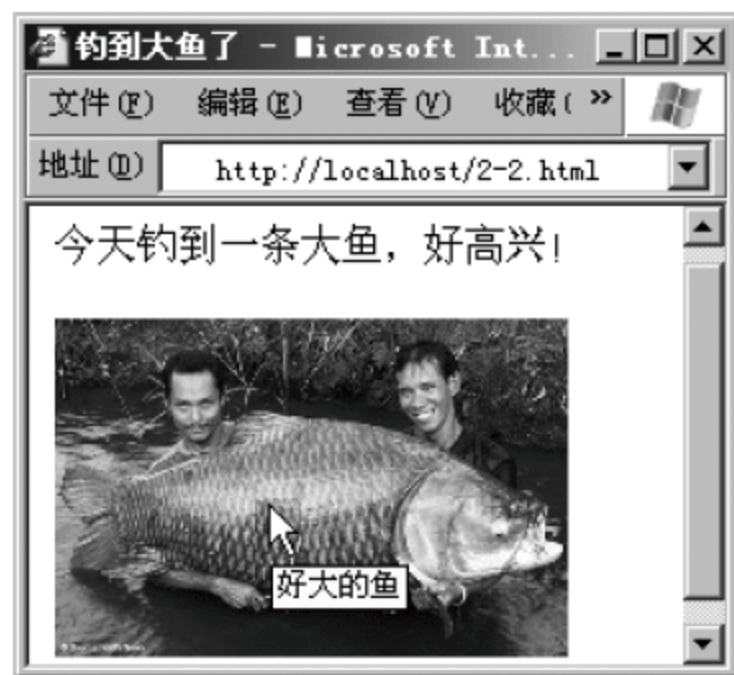 钓到大鱼了 - Microsoft Int...
文件(F) 编辑(E) 查看(V) 收藏( »
地址(D) http://localhost/2-2.html
今天钓到一条大鱼，好高兴!
好大的鱼